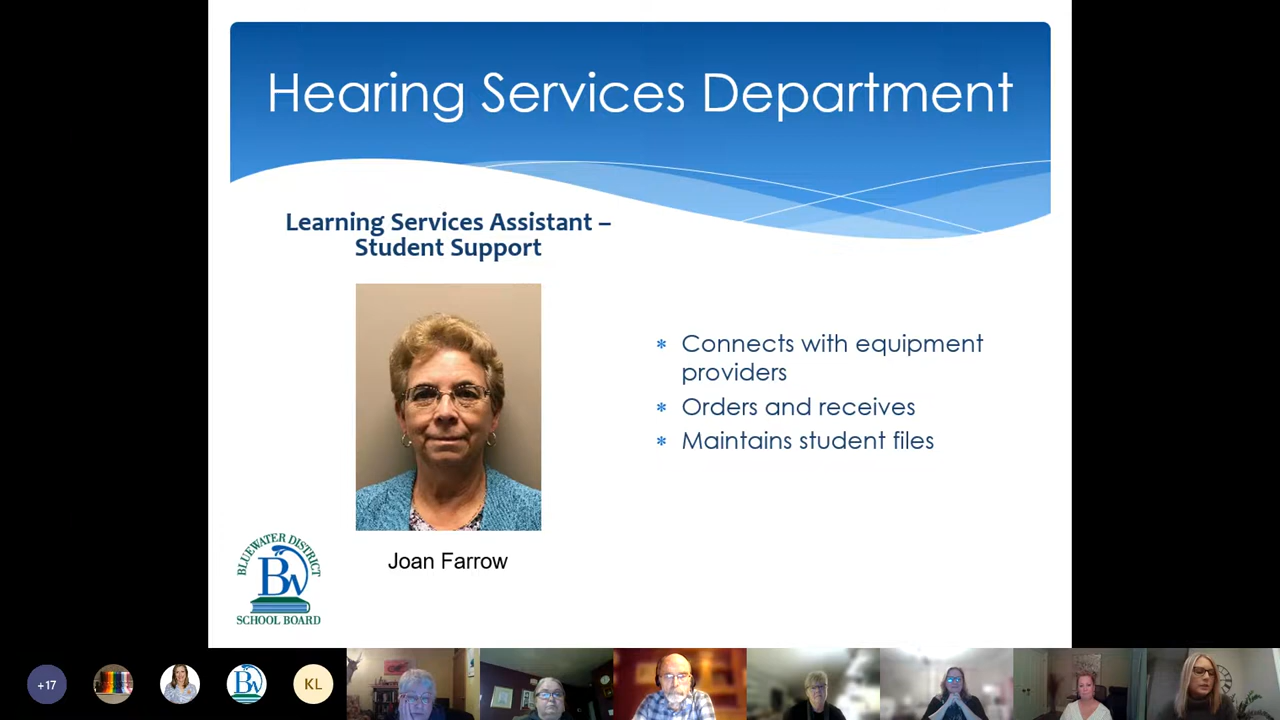 Hearing Services Department
Learning Services Assistant –
Student Support
Connects with equipment
providers
Orders and receives
Maintains student files
Joan Farrow
BLUEWATER DISTRICT
BW
SCHOOL BOARD
+17
BW
KL